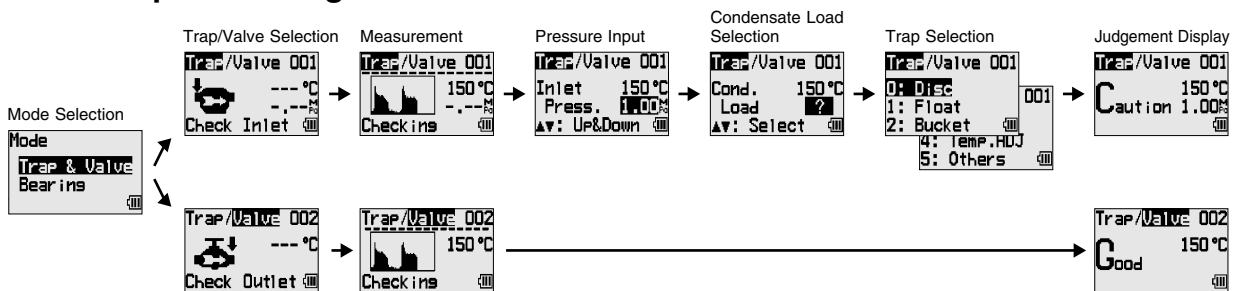 Mode Selection
Mode
Trap & Valve
Bearing
Trap/Valve Selection
Trap/Valve 001
--- °C
-.--MPa
Check Inlet
Measurement
Trap/Valve 001
150 °C
-.--MPa
Checking
Pressure Input
Trap/Valve 001
Inlet 150 °C
Press. 1.00MPa
▲▼: Up&Down
Condensate Load
Selection
Trap/Valve 001
Cond. 150 °C
Load ?
▲▼: Select
Trap Selection
Trap/Valve 001
0: Disc
1: Float
2: Bucket
001
4: Temp.ADJ
5: Others
Judgement Display
Trap/Valve 001
150 °C
Caution 1.00MPa
Trap/Valve 002
--- °C
Check Outlet
Trap/Valve 002
150 °C
Checking
Trap/Valve 002
150 °C
Good